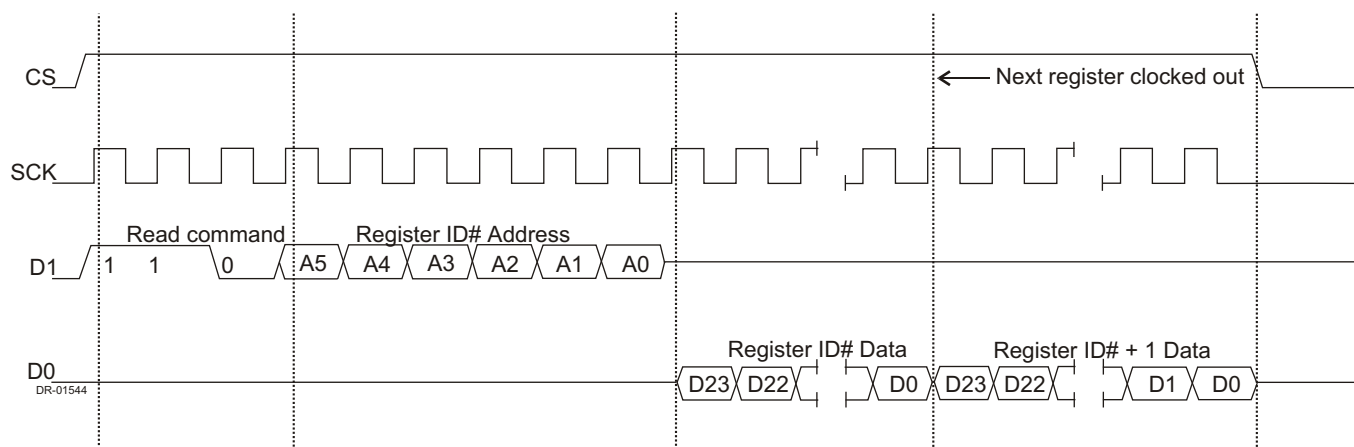 CS
← Next register clocked out
SCK
Read command
Register ID# Address
D1
1 1 0 A5 A4 A3 A2 A1 A0
Register ID# Data
Register ID# + 1 Data
D0
DR-01544
D23 D22 D0 D23 D22 D1 D0